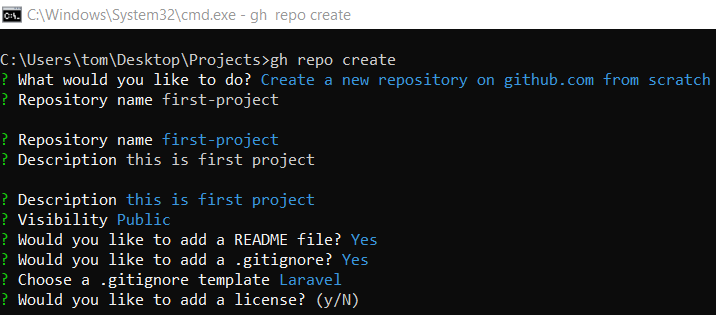 C:\Windows\System32\cmd.exe - gh  repo create
C:\Users\tom\Desktop\Projects>gh repo create
? What would you like to do? Create a new repository on github.com from scratch
? Repository name first-project
? Repository name first-project
? Description this is first project
? Description this is first project
? Visibility Public
? Would you like to add a README file? Yes
? Would you like to add a .gitignore? Yes
? Choose a .gitignore template Laravel
? Would you like to add a license? (y/N)